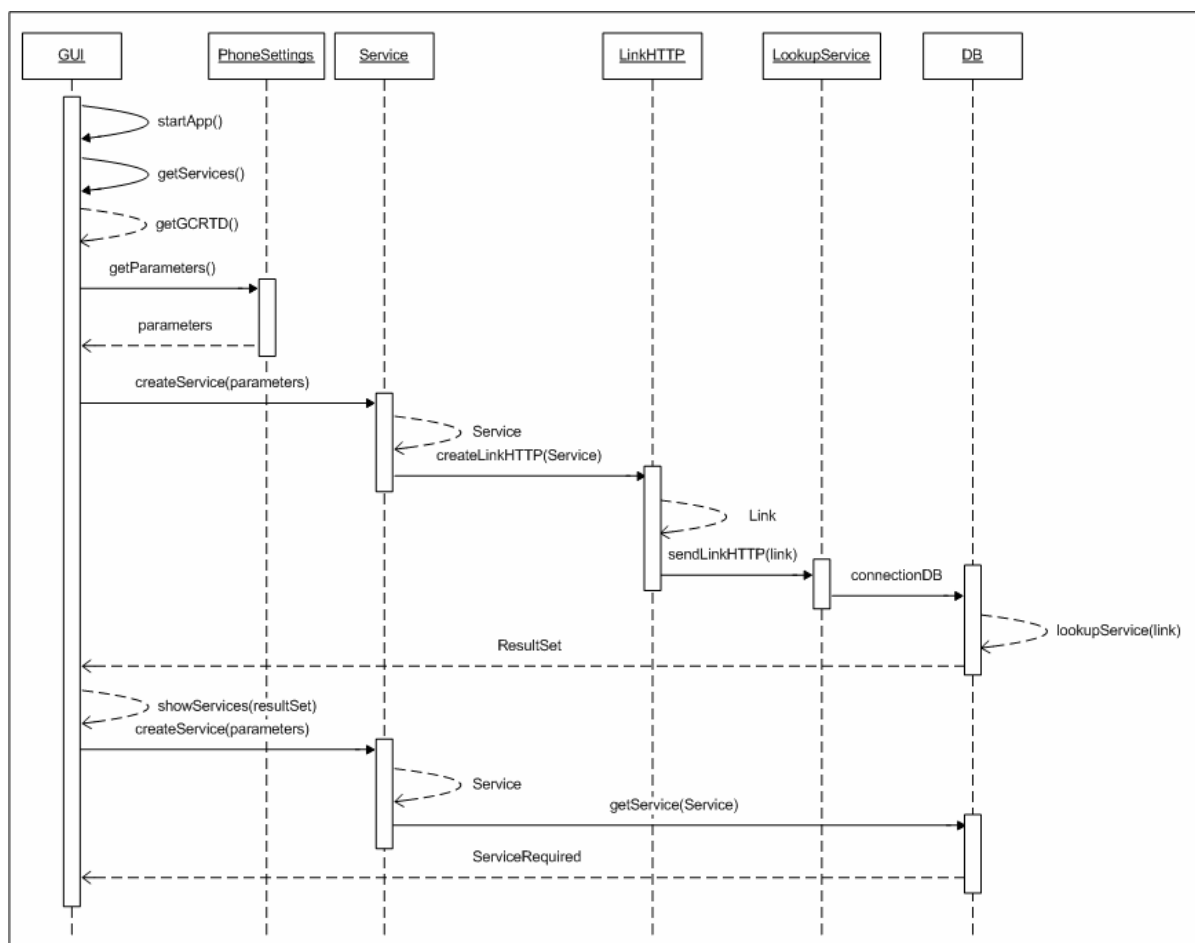 GUI
PhoneSettings
Service
LinkHTTP
LookupService
DB
startApp()
getServices()
getGCRTD()
getParameters()
parameters
createService(parameters)
Service
createLinkHTTP(Service)
Link
sendLinkHTTP(link)
connectionDB
lookupService(link)
ResultSet
showServices(resultSet)
createService(parameters)
Service
getService(Service)
ServiceRequired